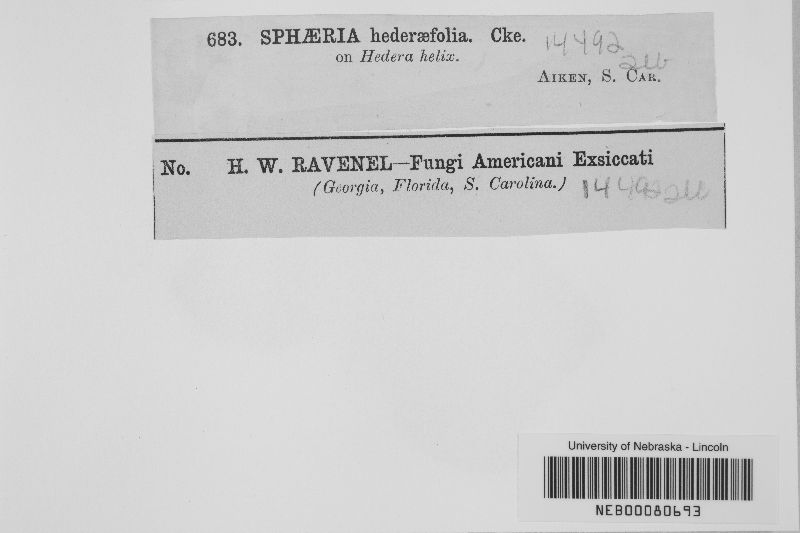 683. SPHÆRIA hederæfolia. Cke. 14492
on Hedera helix.
AIKEN, S. CAR.
No. H. W. RAVENEL—Fungi Americani Exsiccati
(Georgia, Florida, S. Carolina.) 14492
University of Nebraska - Lincoln
NEB00080693